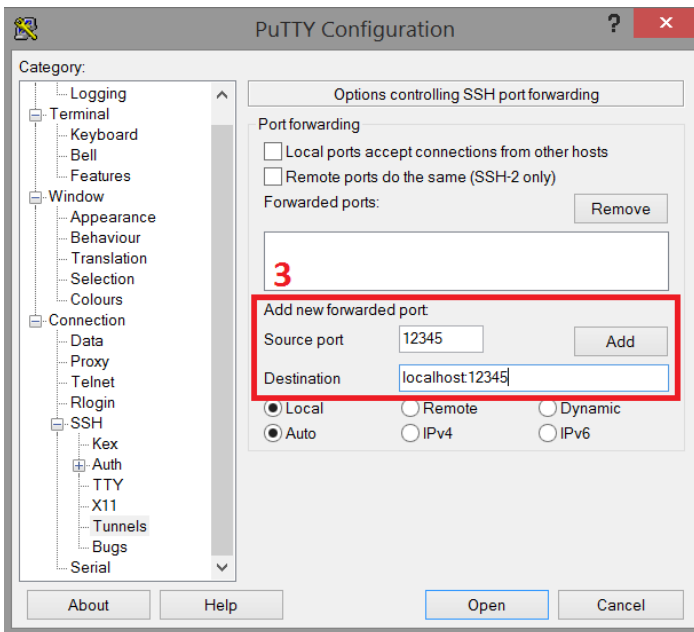 PuTTY Configuration
?
×
Category:
Logging
Terminal
Keyboard
Bell
Features
Window
Appearance
Behaviour
Translation
Selection
Colours
Connection
Data
Proxy
Telnet
Rlogin
SSH
Kex
Auth
TTY
X11
Tunnels
Bugs
Serial
Options controlling SSH port forwarding
Port forwarding
Local ports accept connections from other hosts
Remote ports do the same (SSH-2 only)
Forwarded ports:
Remove
3
Add new forwarded port:
Source port 12345 Add
Destination localhost:12345
Local Remote Dynamic
Auto IPv4 IPv6
About Help Open Cancel